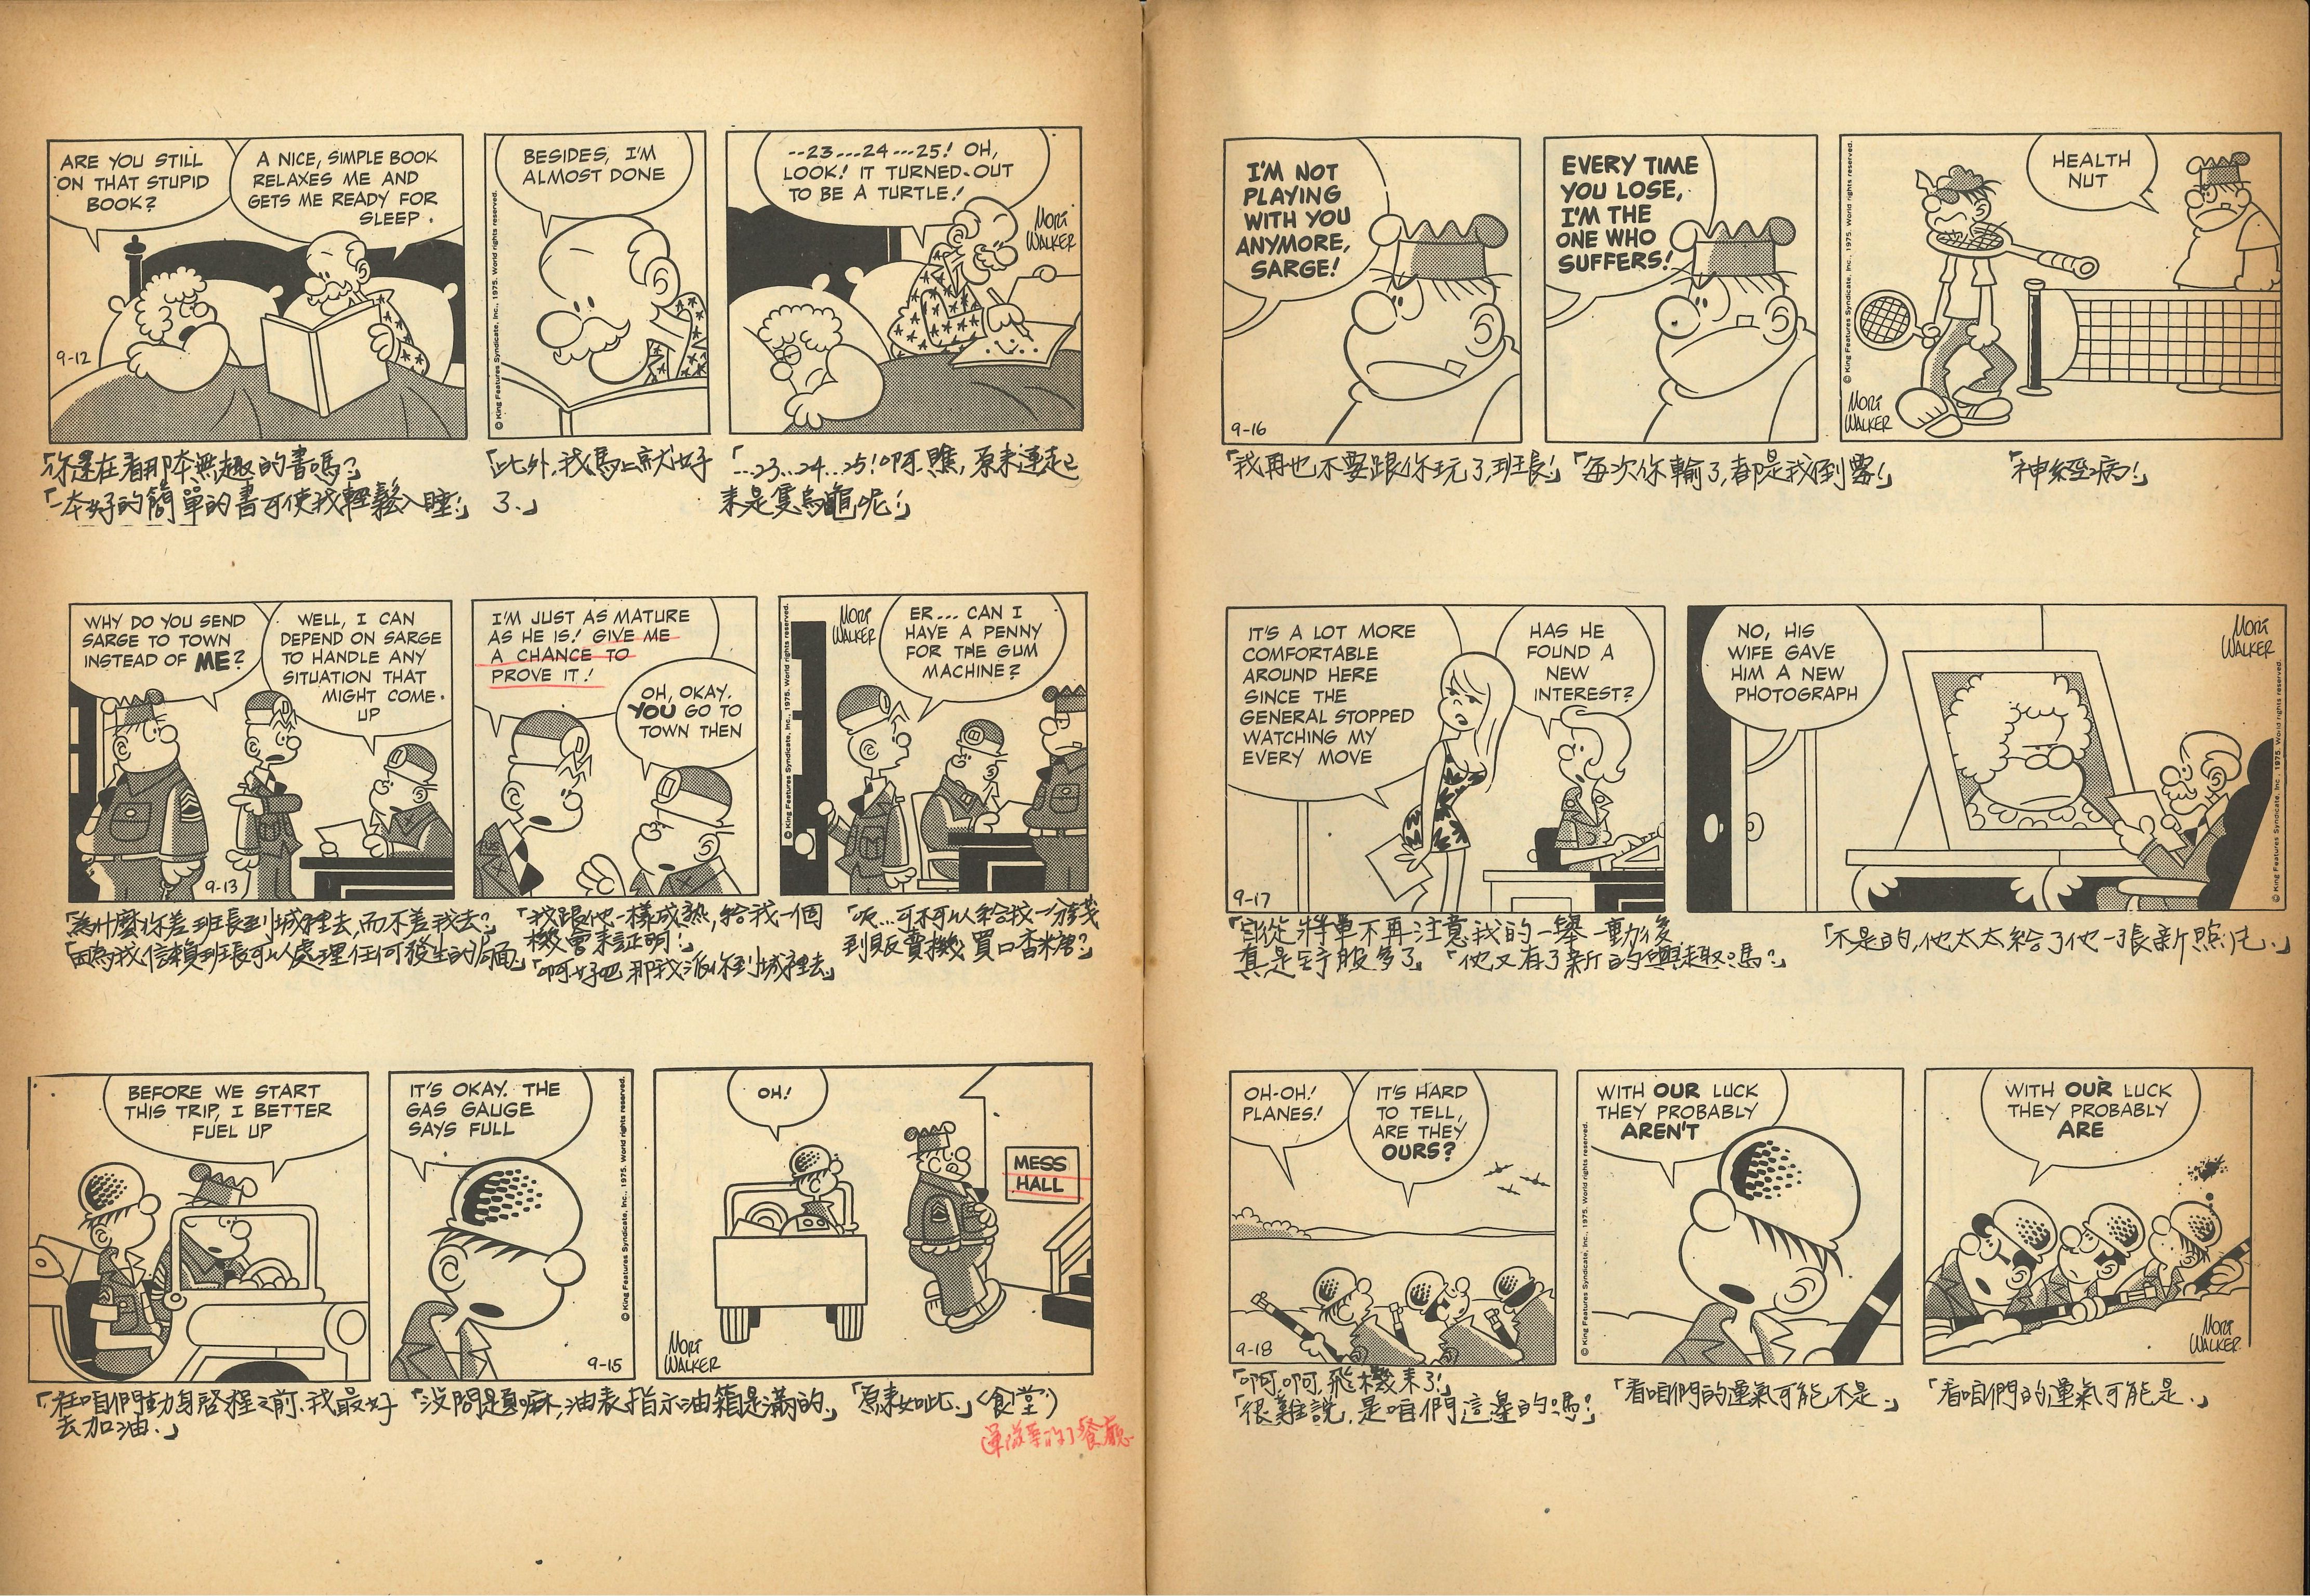 ARE YOU STILL
ON THAT STUPID
BOOK?
A NICE, SIMPLE BOOK
RELAXES ME AND
GETS ME READY FOR
SLEEP.
9-12
BESIDES, I'M
ALMOST DONE
© King Features Syndicate, Inc., 1975. World rights reserved.
--23---24---25! OH,
LOOK! IT TURNED OUT
TO BE A TURTLE!
MORT
WALKER
「你還在看那本無趣的書嗎?」
「一本好的簡單的書可使我輕鬆入睡!」
「此外,我馬上就好
了.」
「...23...24...25!啊,瞧,原來連起
來是隻烏龜呢!」
WHY DO YOU SEND
SARGE TO TOWN
INSTEAD OF ME?
WELL, I CAN
DEPEND ON SARGE
TO HANDLE ANY
SITUATION THAT
MIGHT COME
UP
9-13
I'M JUST AS MATURE
AS HE IS! GIVE ME
A CHANCE TO
PROVE IT!
OH, OKAY.
YOU GO TO
TOWN THEN
© King Features Syndicate, Inc., 1975. World rights reserved.
MORT
WALKER
ER... CAN I
HAVE A PENNY
FOR THE GUM
MACHINE?
「為什麼你差班長到城裡去,而不差我去?」
「因為我信賴班長可以處理任何發生的局面」
「我跟他一樣成熟,給我一個
機會來証明!」
「啊好吧那我派你到城裡去」
「呃...可不可以給我一分錢
到販賣機買口香糖?」
BEFORE WE START
THIS TRIP, I BETTER
FUEL UP
IT'S OKAY. THE
GAS GAUGE
SAYS FULL
© King Features Syndicate, Inc., 1975. World rights reserved.
9-15
OH!
MESS
HALL
MORT
WALKER
「在咱們動身啓程之前.我最好
去加油.」
「沒問題嘛,油表指示油箱是滿的.」
「原來如此.」(食堂)
餐廳
I'M NOT
PLAYING
WITH YOU
ANYMORE,
SARGE!
9-16
EVERY TIME
YOU LOSE,
I'M THE
ONE WHO
SUFFERS!
© King Features Syndicate, Inc., 1975. World rights reserved.
HEALTH
NUT
MORT
WALKER
「我再也不要跟你玩了,班長!」
「每次你輸了,都是我倒霉!」
「神經病!」
IT'S A LOT MORE
COMFORTABLE
AROUND HERE
SINCE THE
GENERAL STOPPED
WATCHING MY
EVERY MOVE
HAS HE
FOUND A
NEW
INTEREST?
9-17
NO, HIS
WIFE GAVE
HIM A NEW
PHOTOGRAPH
MORT
WALKER
© King Features Syndicate, Inc., 1975. World rights reserved.
「自從將軍不再注意我的一舉一動後
真是舒服多了」「他又有了新的興趣嗎?」
「不是的,他太太給了他一張新照片.」
OH-OH!
PLANES!
IT'S HARD
TO TELL,
ARE THEY
OURS?
9-18
© King Features Syndicate, Inc., 1975. World rights reserved.
WITH OUR LUCK
THEY PROBABLY
AREN'T
WITH OUR LUCK
THEY PROBABLY
ARE
MORT
WALKER
「啊,啊,飛機來了!」
「很難說,是咱們這邊的嗎?」
「看咱們的運氣可能不是.」
「看咱們的運氣可能是.」